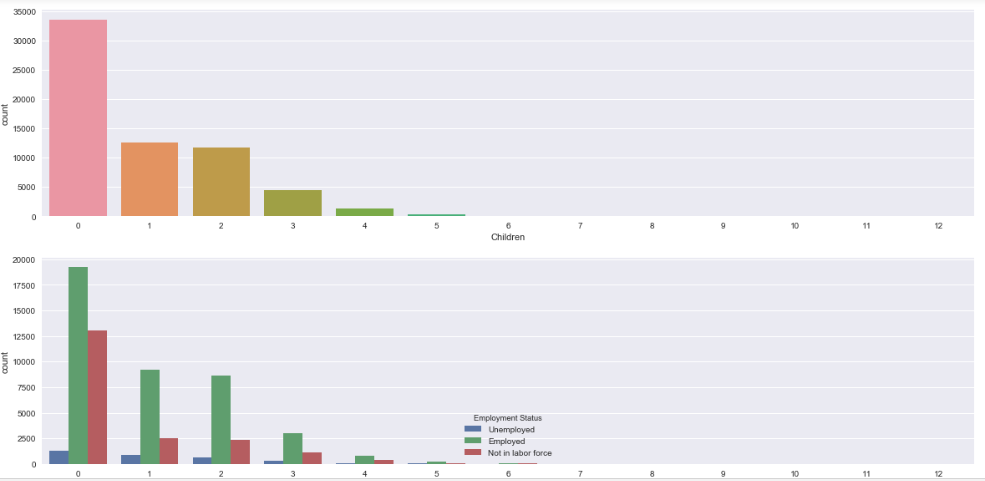 35000
30000
25000
20000
15000
10000
5000
0
count
0 1 2 3 4 5 6 7 8 9 10 11 12
Children
20000
17500
15000
12500
10000
7500
5000
2500
0
count
Employment Status
Unemployed
Employed
Not in labor force
0 1 2 3 4 5 6 7 8 9 10 11 12